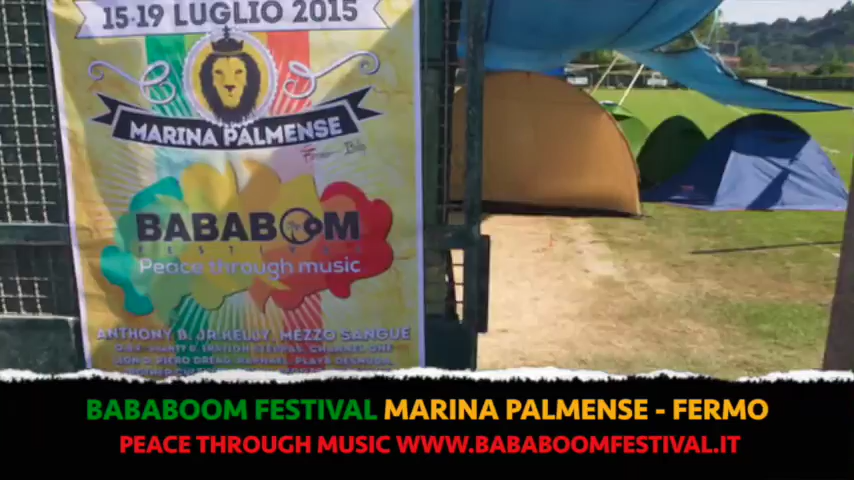 15-19 LUGLIO 2015
MARINA PALMENSE
BABABOOM
FESTIVAL
Peace through music
ANTHONY B, JR KELLY, MEZZO SANGUE
BABABOOM FESTIVAL MARINA PALMENSE - FERMO
PEACE THROUGH MUSIC WWW.BABABOOMFESTIVAL.IT